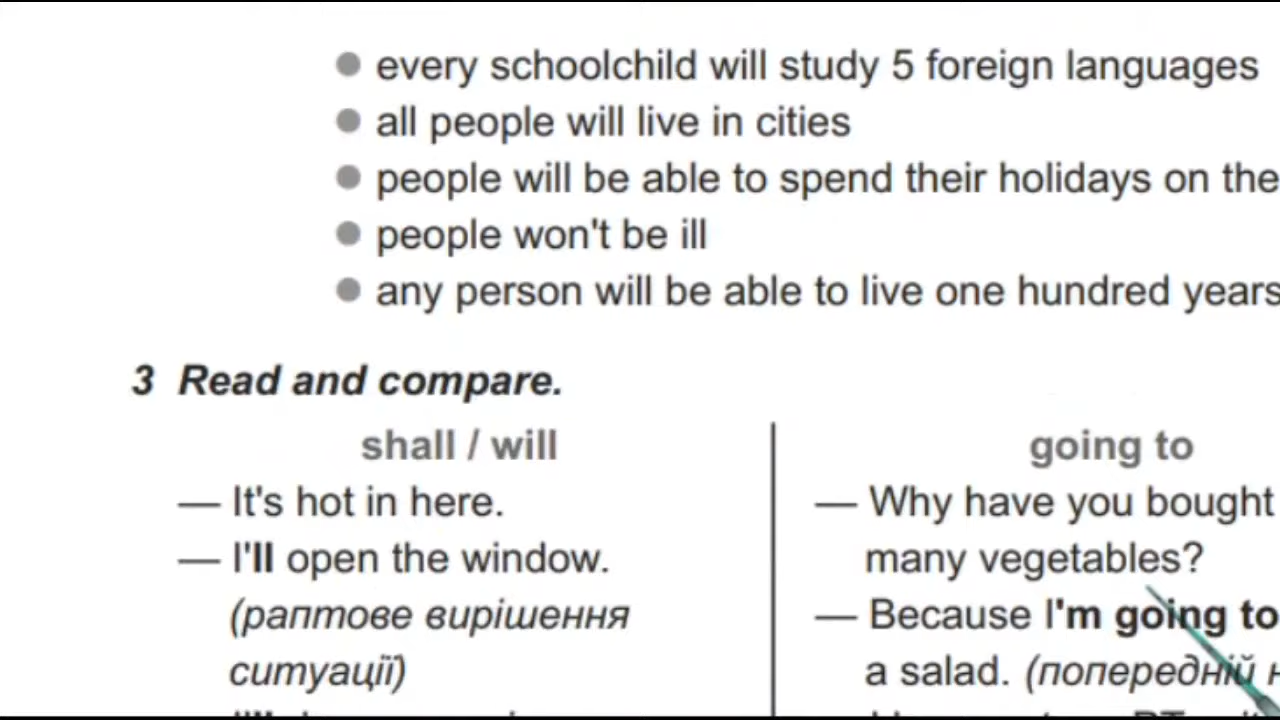 every schoolchild will study 5 foreign languages
all people will live in cities
people will be able to spend their holidays on the
people won't be ill
any person will be able to live one hundred years
3 Read and compare.
shall / will
— It's hot in here.
— I'll open the window.
(раптове вирішення
ситуації)
going to
— Why have you bought
many vegetables?
— Because I'm going to
a salad. (попередній